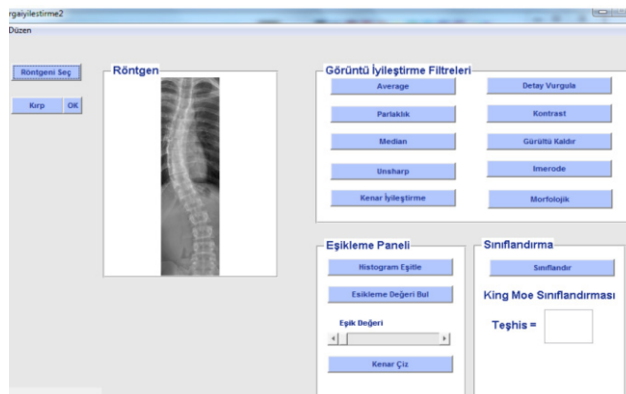 rgaiyilestirme2
Düzen
Röntgeni Seç
Kırp
OK
Röntgen
Görüntü İyileştirme Filtreleri
Average
Detay Vurgula
Parlaklık
Kontrast
Median
Gürültü Kaldır
Unsharp
Imerode
Kenar İyileştirme
Morfolojik
Eşikleme Paneli
Histogram Eşitle
Esikleme Değeri Bul
Eşik Değeri
Kenar Çiz
Sınıflandırma
Sınıflandır
King Moe Sınıflandırması
Teşhis =